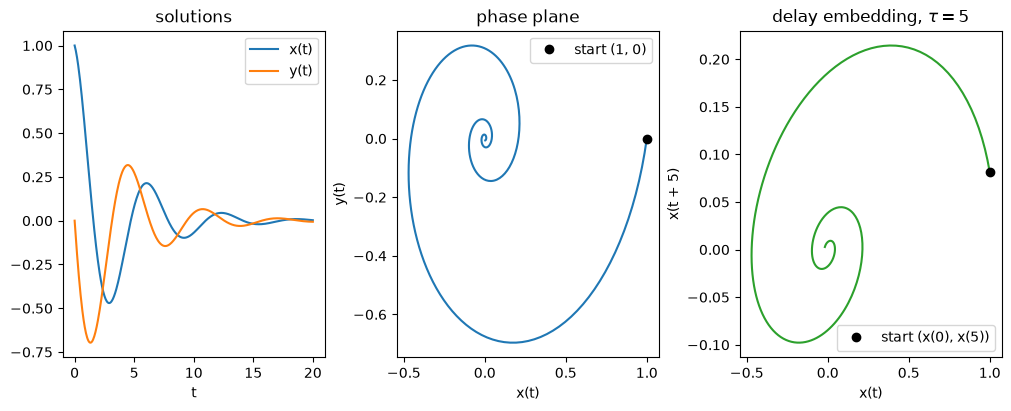 solutions
1.00
0.75
0.50
0.25
0.00
−0.25
−0.50
−0.75
0
5
10
15
20
t
x(t)
y(t)
phase plane
0.2
0.0
−0.2
−0.4
−0.6
y(t)
−0.5
0.0
0.5
1.0
x(t)
start (1, 0)
delay embedding, τ = 5
0.20
0.15
0.10
0.05
0.00
−0.05
−0.10
x(t + 5)
−0.5
0.0
0.5
1.0
x(t)
start (x(0), x(5))